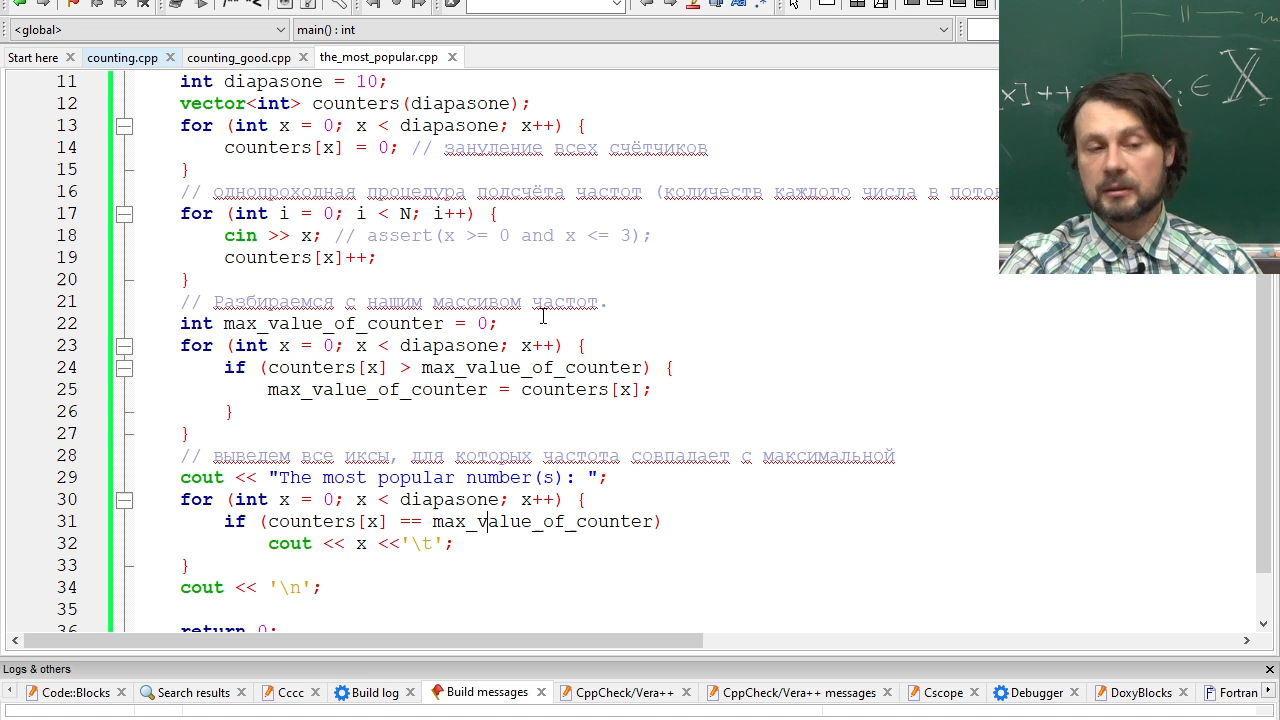 <global>
main() : int
Start here
counting.cpp
counting_good.cpp
the_most_popular.cpp
11 int diapasone = 10;
12 vector<int> counters(diapasone);
13 for (int x = 0; x < diapasone; x++) {
14 counters[x] = 0; // зануление всех счётчиков
15 }
16 // однопроходная процедура подсчёта частот (количеств каждого числа в пото
17 for (int i = 0; i < N; i++) {
18 cin >> x; // assert(x >= 0 and x <= 3);
19 counters[x]++;
20 }
21 // Разбираемся с нашим массивом частот.
22 int max_value_of_counter = 0;
23 for (int x = 0; x < diapasone; x++) {
24 if (counters[x] > max_value_of_counter) {
25 max_value_of_counter = counters[x];
26 }
27 }
28 // выведем все иксы, для которых частота совпадает с максимальной
29 cout << "The most popular number(s): ";
30 for (int x = 0; x < diapasone; x++) {
31 if (counters[x] == max_value_of_counter)
32 cout << x <<'\t';
33 }
34 cout << '\n';
35
36 return 0;
x]++
x_i ∈ X
Logs & others
Code::Blocks
Search results
Cccc
Build log
Build messages
CppCheck/Vera++
CppCheck/Vera++ messages
Cscope
Debugger
DoxyBlocks
Fortran